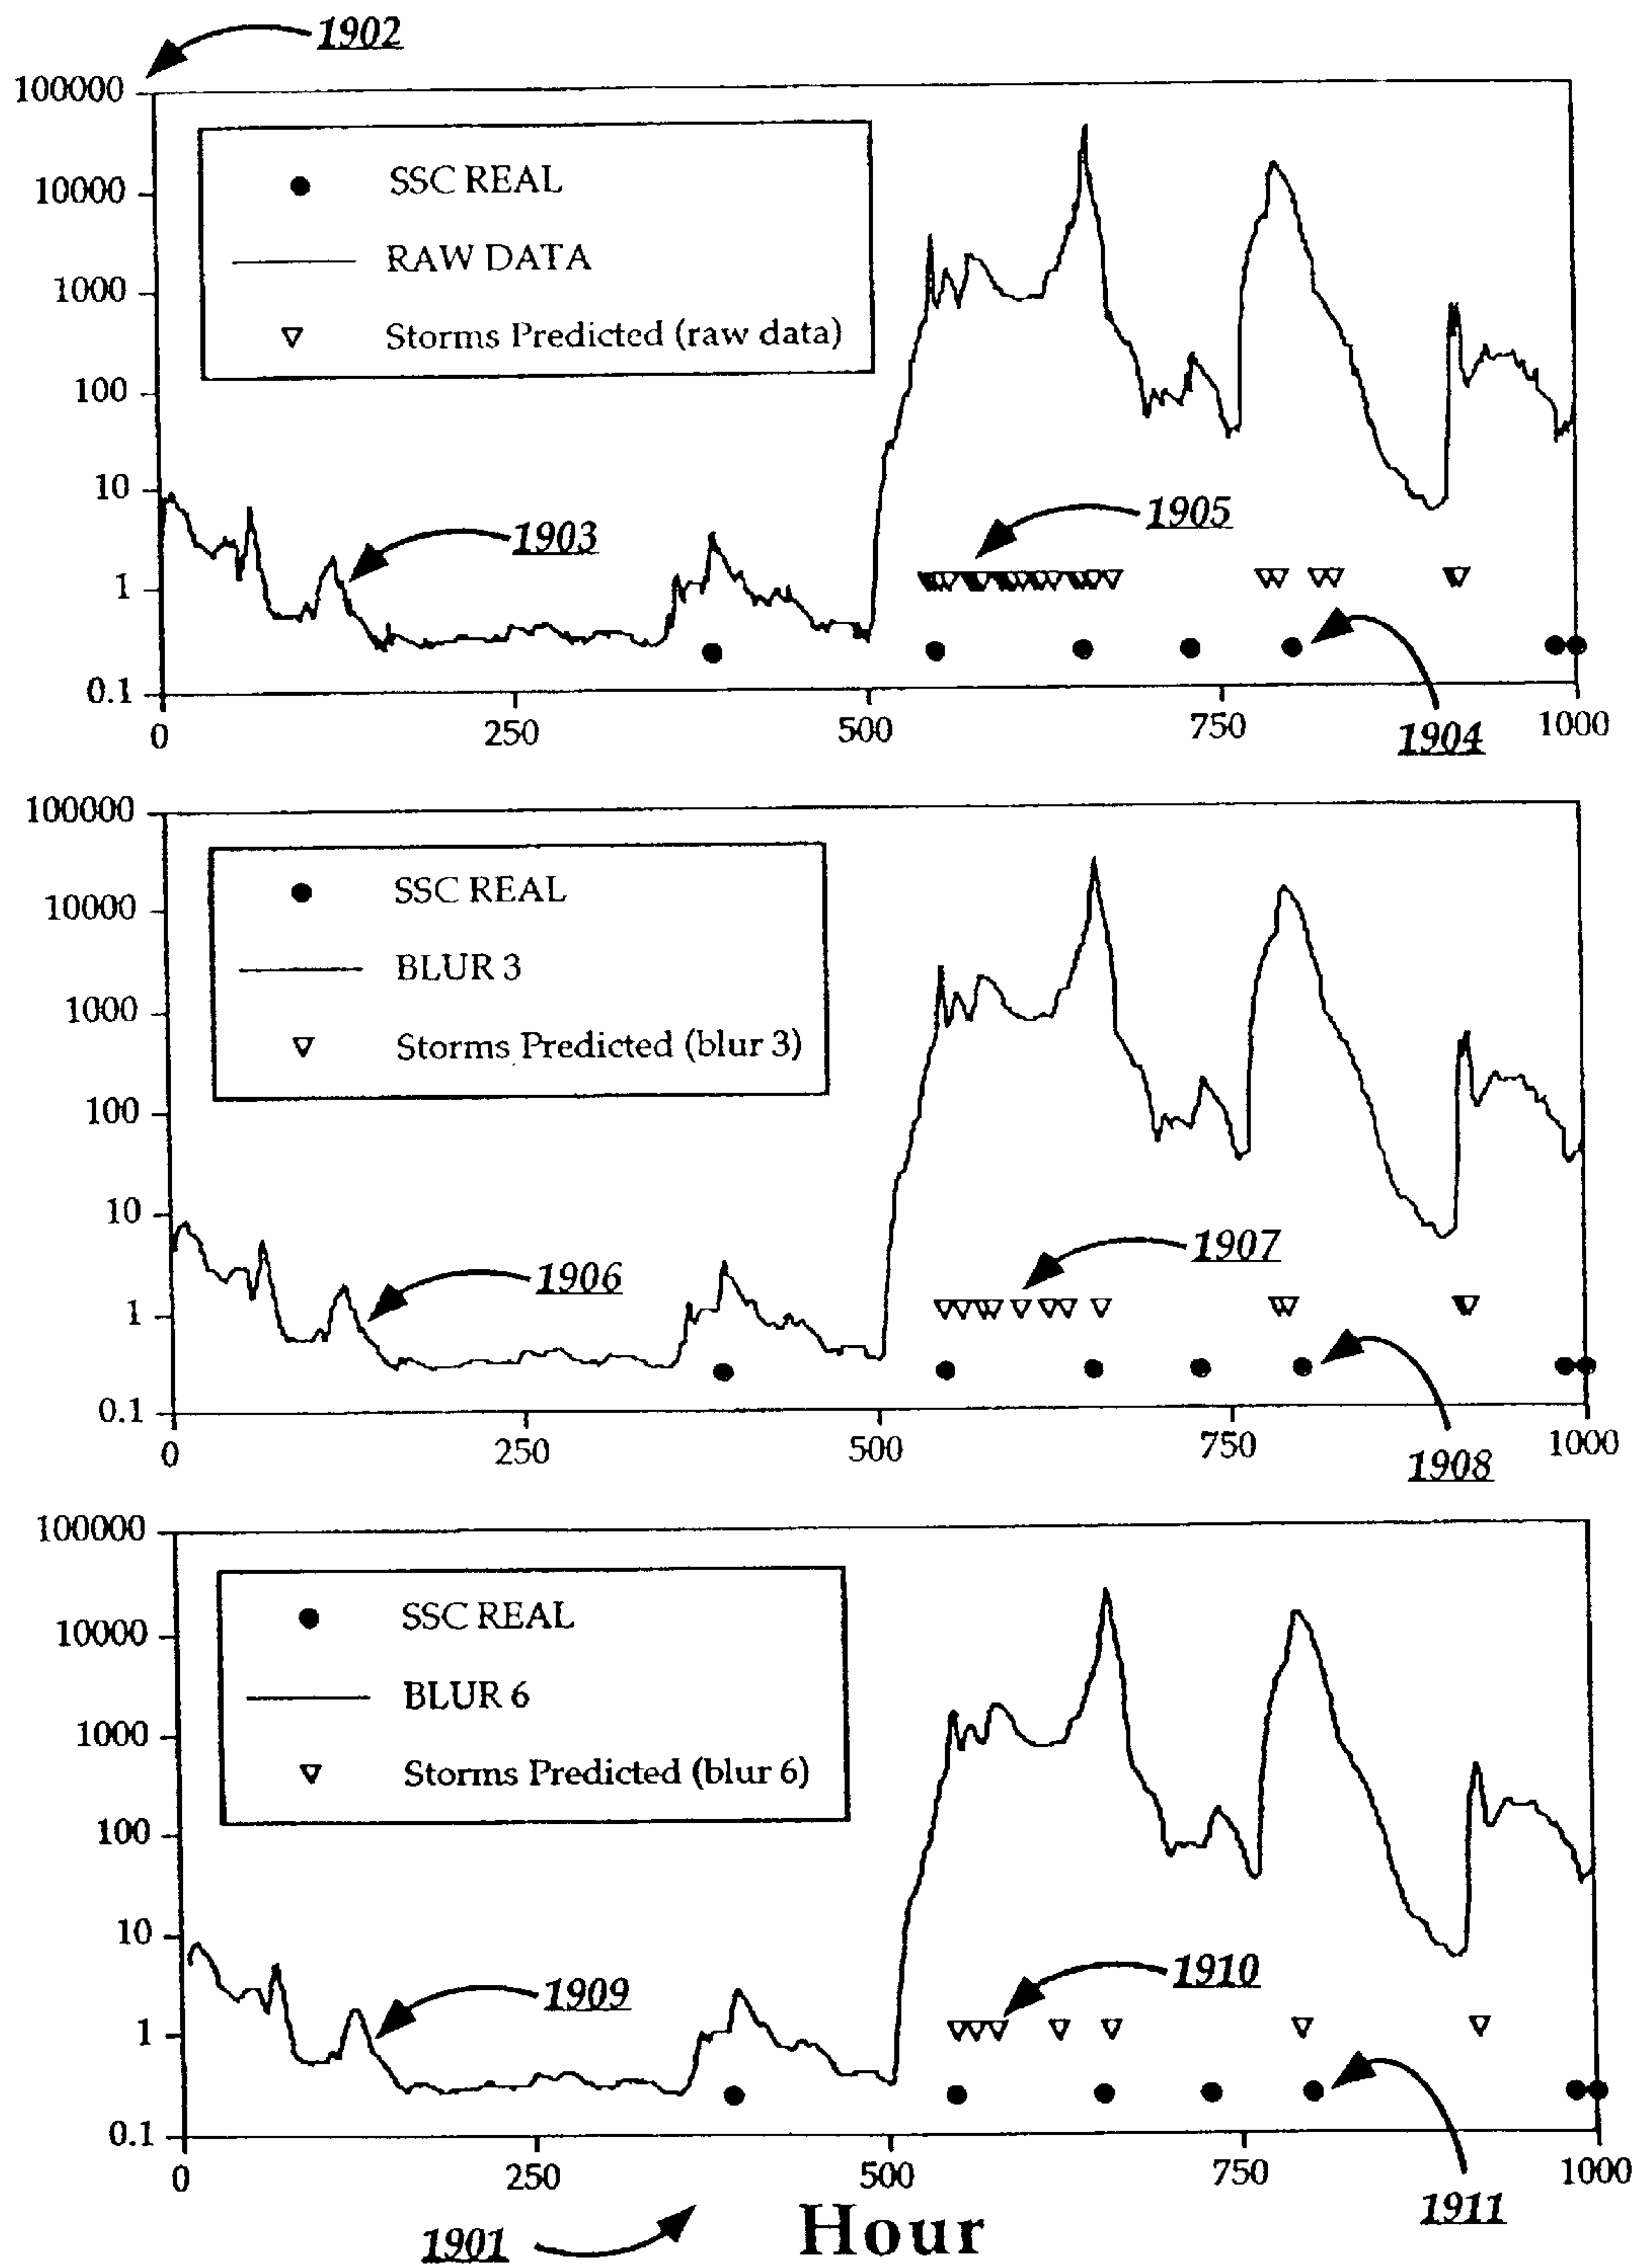 1902
100000
10000
1000
100
10
1
0.1
SSC REAL
RAW DATA
Storms Predicted (raw data)
1903
1905
1904
0 250 500 750 1000
100000
10000
1000
100
10
1
0.1
SSC REAL
BLUR 3
Storms Predicted (blur 3)
1906
1907
1908
0 250 500 750 1000
100000
10000
1000
100
10
1
0.1
SSC REAL
BLUR 6
Storms Predicted (blur 6)
1909
1910
1911
0 250 500 750 1000
1901
Hour